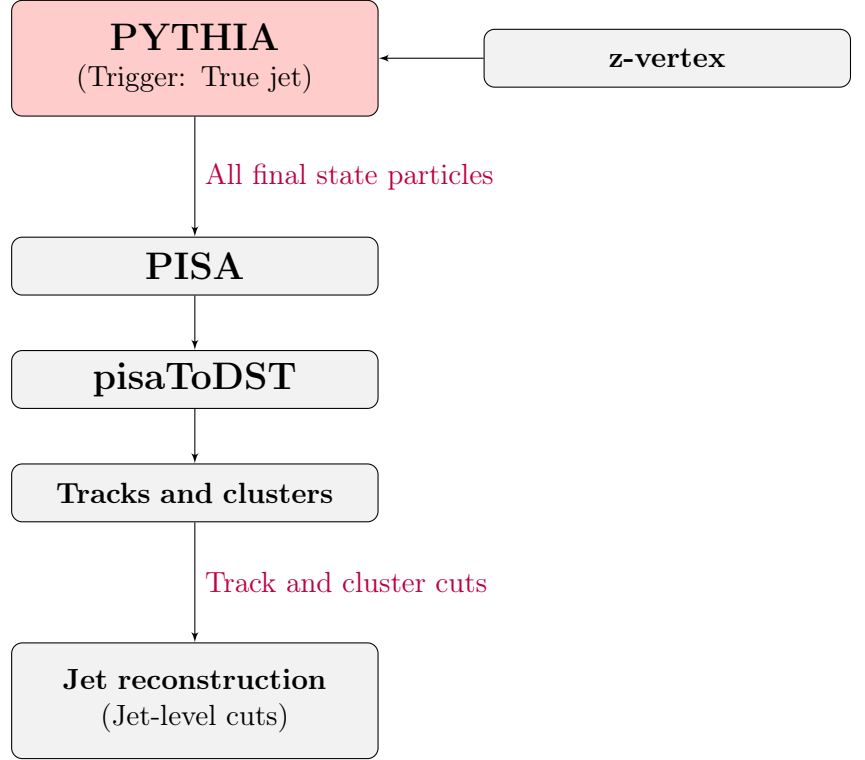 PYTHIA
(Trigger: True jet)
z-vertex
All final state particles
PISA
pisaToDST
Tracks and clusters
Track and cluster cuts
Jet reconstruction
(Jet-level cuts)